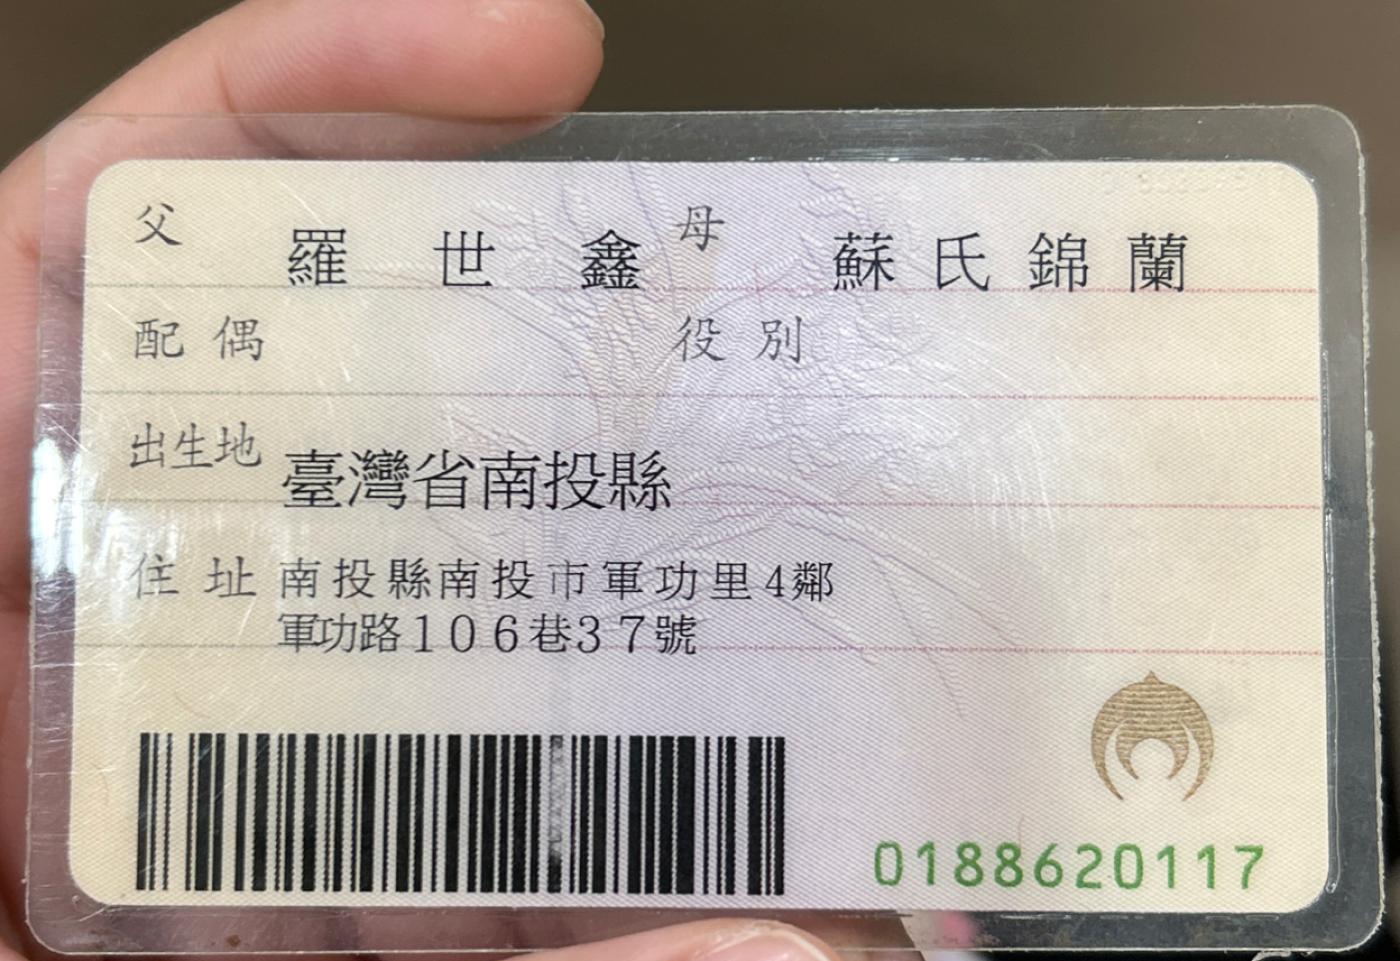 父 羅世鑫 母 蘇氏錦蘭
配偶 役別
出生地 臺灣省南投縣
住址 南投縣南投市軍功里4鄰
軍功路106巷37號
0188620117